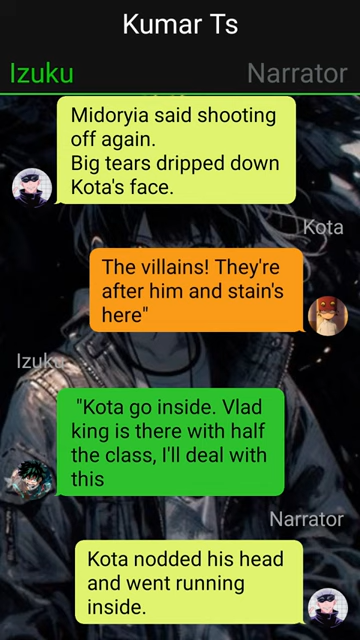 Kumar Ts
Izuku Narrator
Midoryia said shooting
off again.
Big tears dripped down
Kota's face.
Kota
The villains! They're
after him and stain's
here"
Izuku
"Kota go inside. Vlad
king is there with half
the class, I'll deal with
this
Narrator
Kota nodded his head
and went running
inside.